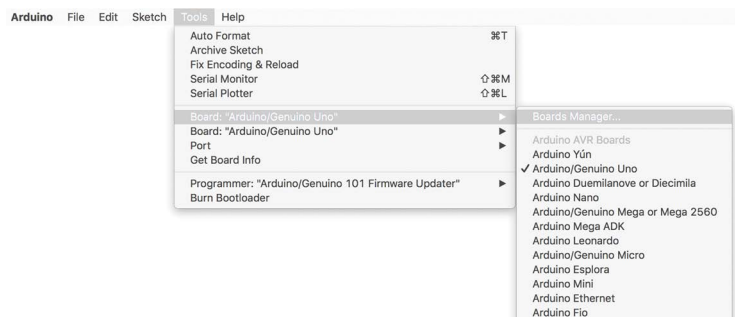 Arduino File Edit Sketch Tools Help
Auto Format ⌘T
Archive Sketch
Fix Encoding & Reload
Serial Monitor ⇧⌘M
Serial Plotter ⇧⌘L
Board: "Arduino/Genuino Uno"
Board: "Arduino/Genuino Uno"
Port
Get Board Info
Programmer: "Arduino/Genuino 101 Firmware Updater"
Burn Bootloader
Boards Manager...
Arduino AVR Boards
Arduino Yún
✓ Arduino/Genuino Uno
Arduino Duemilanove or Diecimila
Arduino Nano
Arduino/Genuino Mega or Mega 2560
Arduino Mega ADK
Arduino Leonardo
Arduino/Genuino Micro
Arduino Esplora
Arduino Mini
Arduino Ethernet
Arduino Fio